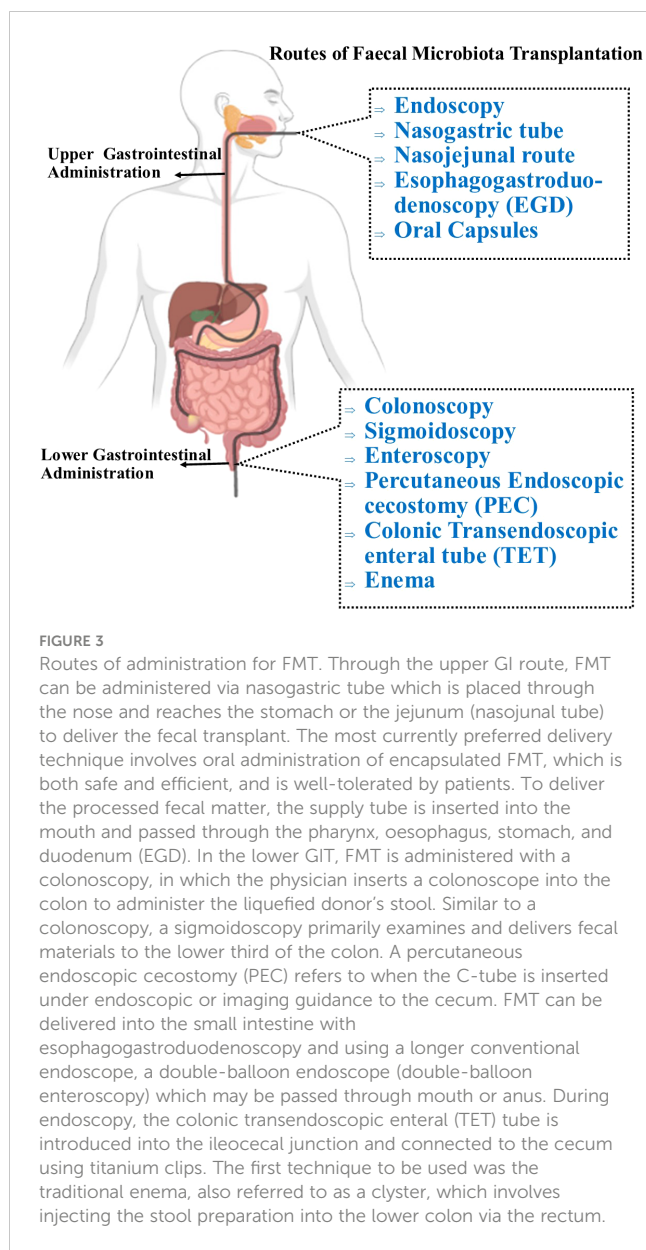 Routes of Faecal Microbiota Transplantation
Upper Gastrointestinal
Administration
⇒ Endoscopy
⇒ Nasogastric tube
⇒ Nasojejunal route
⇒ Esophagogastroduo-
denoscopy (EGD)
⇒ Oral Capsules
Lower Gastrointestinal
Administration
⇒ Colonoscopy
⇒ Sigmoidoscopy
⇒ Enteroscopy
⇒ Percutaneous Endoscopic
cecostomy (PEC)
⇒ Colonic Transendoscopic
enteral tube (TET)
⇒ Enema
FIGURE 3
Routes of administration for FMT. Through the upper GI route, FMT
can be administered via nasogastric tube which is placed through
the nose and reaches the stomach or the jejunum (nasojunal tube)
to deliver the fecal transplant. The most currently preferred delivery
technique involves oral administration of encapsulated FMT, which is
both safe and efficient, and is well-tolerated by patients. To deliver
the processed fecal matter, the supply tube is inserted into the
mouth and passed through the pharynx, oesophagus, stomach, and
duodenum (EGD). In the lower GIT, FMT is administered with a
colonoscopy, in which the physician inserts a colonoscope into the
colon to administer the liquefied donor's stool. Similar to a
colonoscopy, a sigmoidoscopy primarily examines and delivers fecal
materials to the lower third of the colon. A percutaneous
endoscopic cecostomy (PEC) refers to when the C-tube is inserted
under endoscopic or imaging guidance to the cecum. FMT can be
delivered into the small intestine with
esophagogastroduodenoscopy and using a longer conventional
endoscope, a double-balloon endoscope (double-balloon
enteroscopy) which may be passed through mouth or anus. During
endoscopy, the colonic transendoscopic enteral (TET) tube is
introduced into the ileocecal junction and connected to the cecum
using titanium clips. The first technique to be used was the
traditional enema, also referred to as a clyster, which involves
injecting the stool preparation into the lower colon via the rectum.